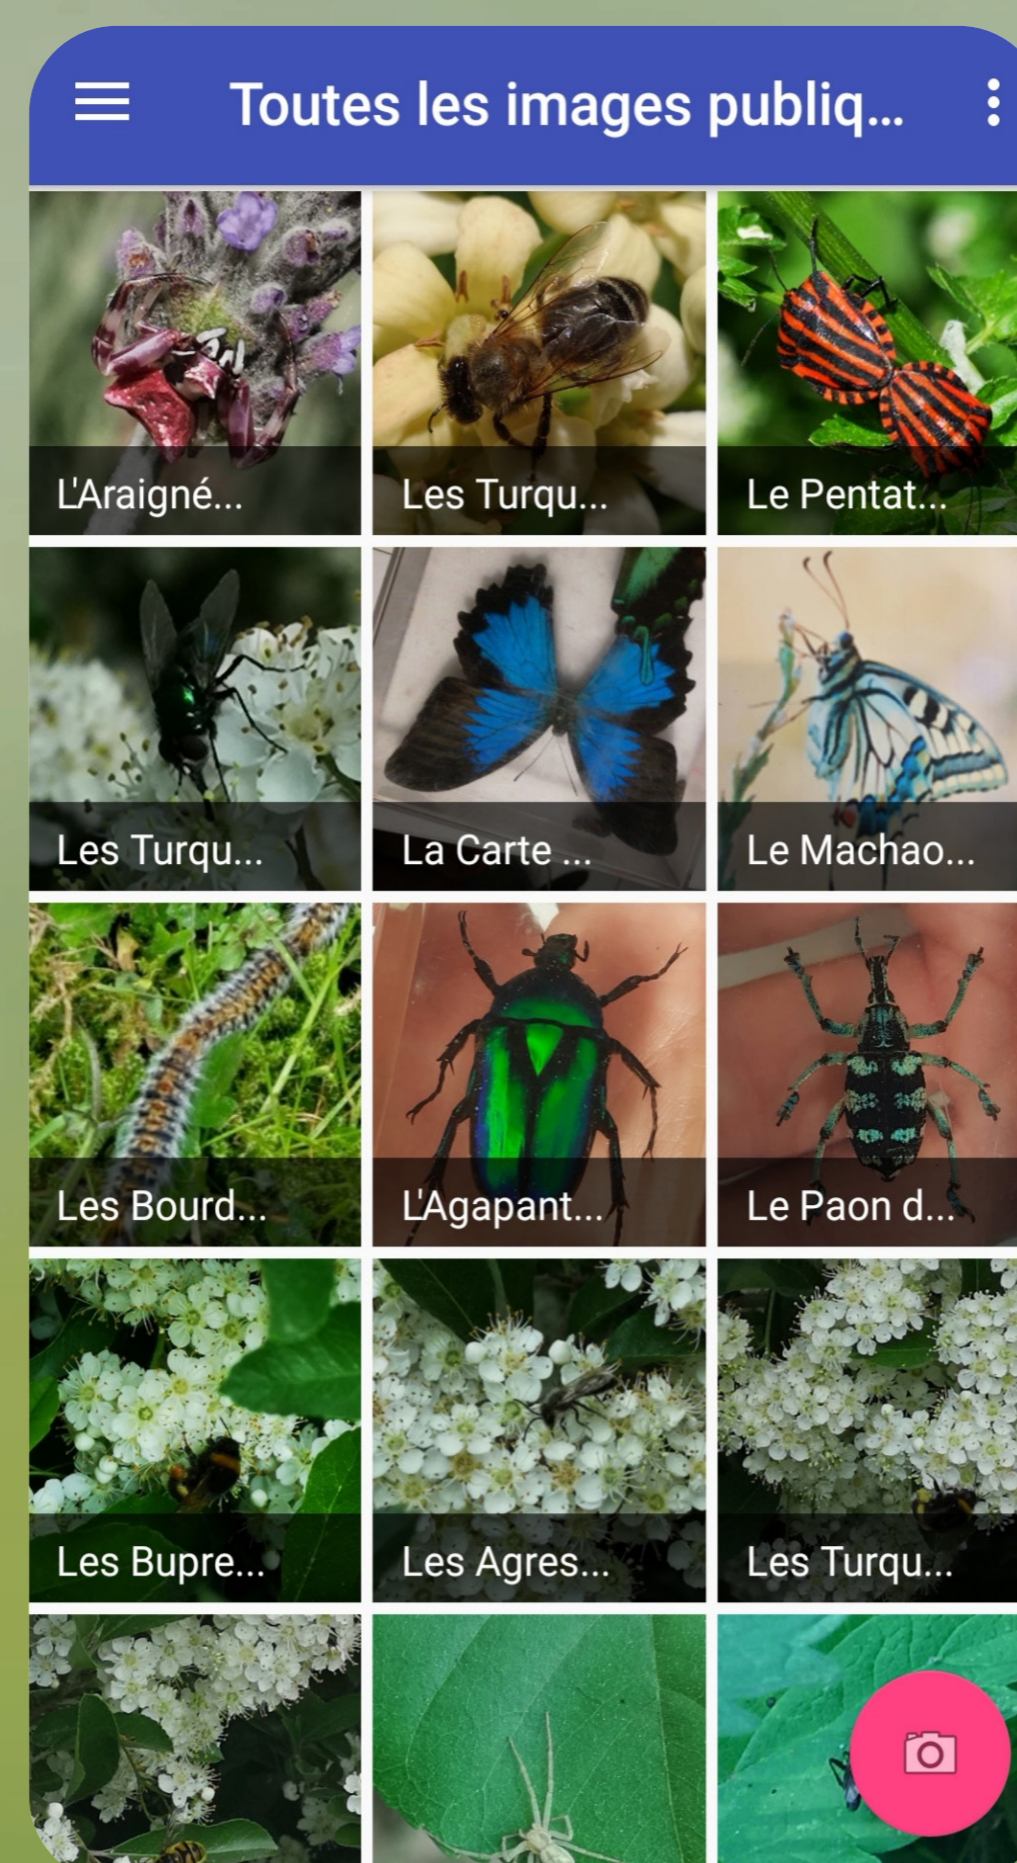 Toutes les images publiq...
L'Araigné...
Les Turqu...
Le Pentat...
Les Turqu...
La Carte ...
Le Machao...
Les Bourd...
L'Agapant...
Le Paon d...
Les Bupre...
Les Agres...
Les Turqu...